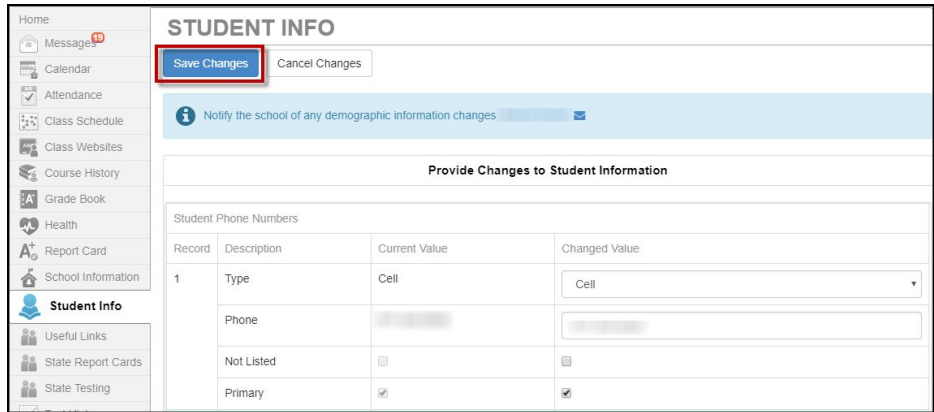 Home
Messages 19
Calendar
Attendance
Class Schedule
Class Websites
Course History
Grade Book
Health
Report Card
School Information
Student Info
Useful Links
State Report Cards
State Testing
STUDENT INFO
Save Changes Cancel Changes
Notify the school of any demographic information changes
Provide Changes to Student Information
Student Phone Numbers
Record Description Current Value Changed Value
1 Type Cell Cell
Phone
Not Listed
Primary